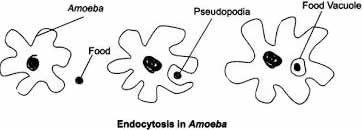 Amoeba
Food
Pseudopodia
Food Vacuole
Endocytosis in Amoeba